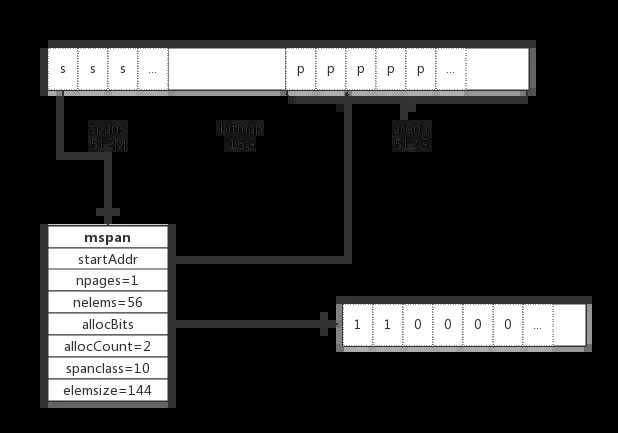 s s s ... p p p p p ...
spans bitmap arena
512M 16G 512G
mspan
startAddr
npages=1
nelems=56
allocBits
allocCount=2
spanclass=10
elemsize=144
1 1 0 0 0 0 ...